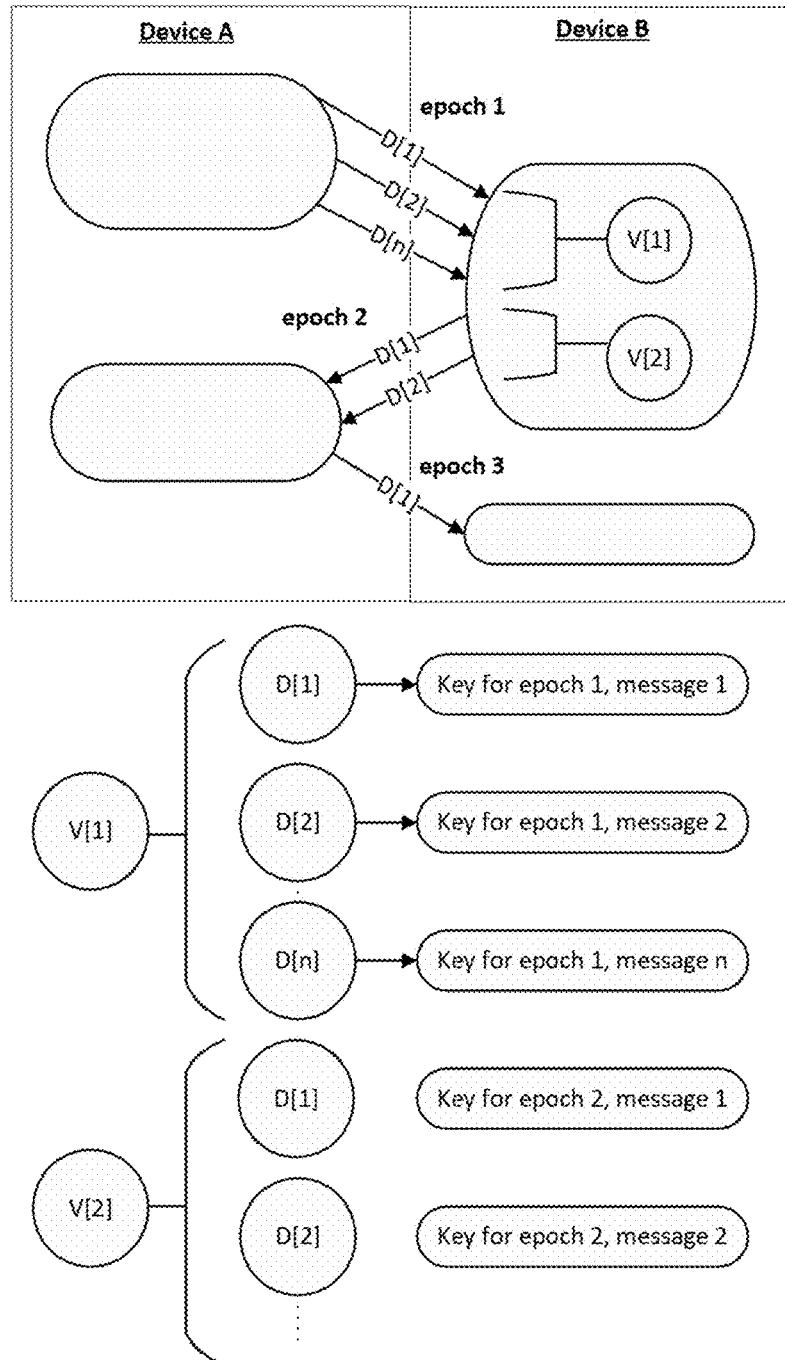 Device A
Device B
epoch 1
D[1]
D[2]
D[n]
V[1]
epoch 2
D[1]
D[2]
V[2]
epoch 3
D[1]
D[1]
Key for epoch 1, message 1
V[1]
D[2]
Key for epoch 1, message 2
D[n]
Key for epoch 1, message n
D[1]
Key for epoch 2, message 1
V[2]
D[2]
Key for epoch 2, message 2